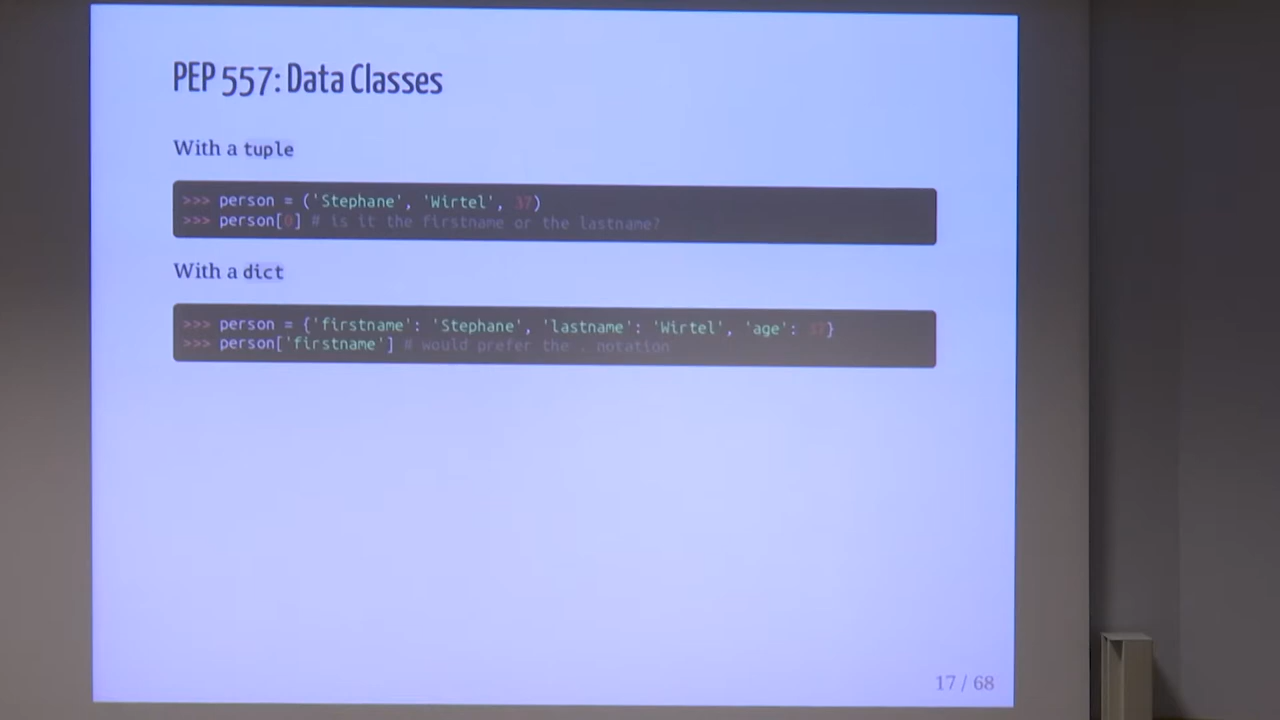 PEP 557: Data Classes
With a tuple
>>> person = ('Stephane', 'Wirtel', 37)
>>> person[0] # is it the firstname or the lastname?
With a dict
>>> person = {'firstname': 'Stephane', 'lastname': 'Wirtel', 'age': 37}
>>> person['firstname'] # would prefer the . notation
17 / 68